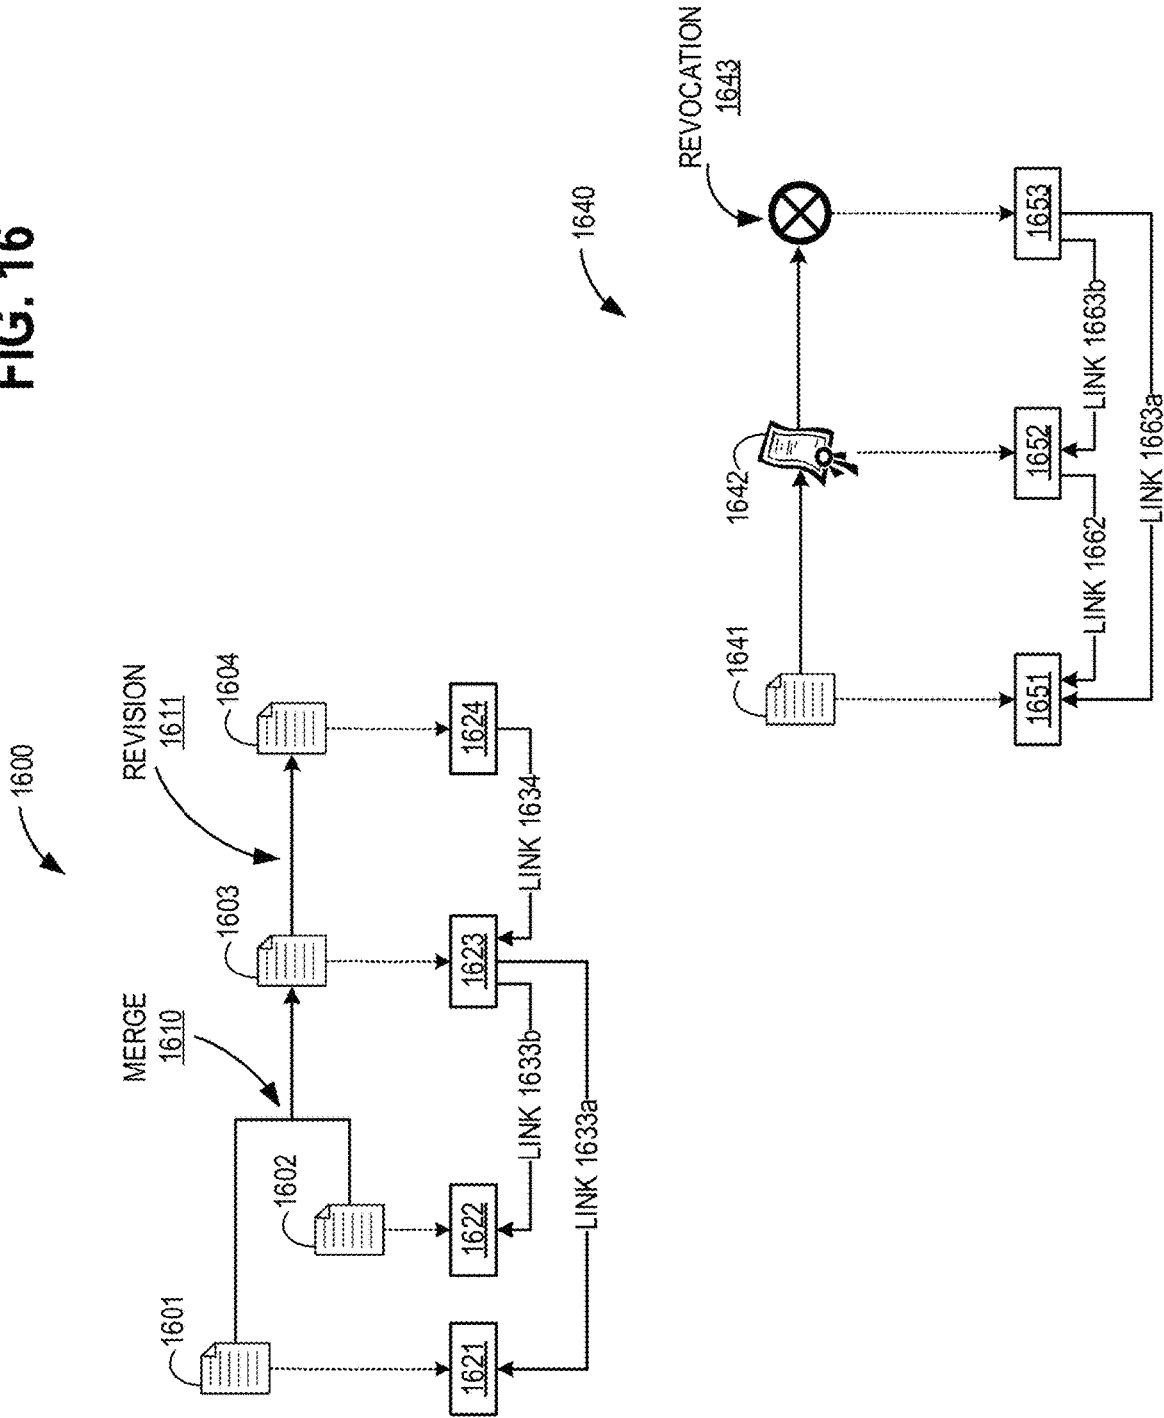 FIG. 16
1600
MERGE
1610
REVISION
1611
1601
1602
1603
1604
1621
1622
1623
1624
LINK 1633b
LINK 1634
LINK 1633a
1640
REVOCATION
1643
1641
1642
1651
1652
1653
LINK 1662
LINK 1663b
LINK 1663a